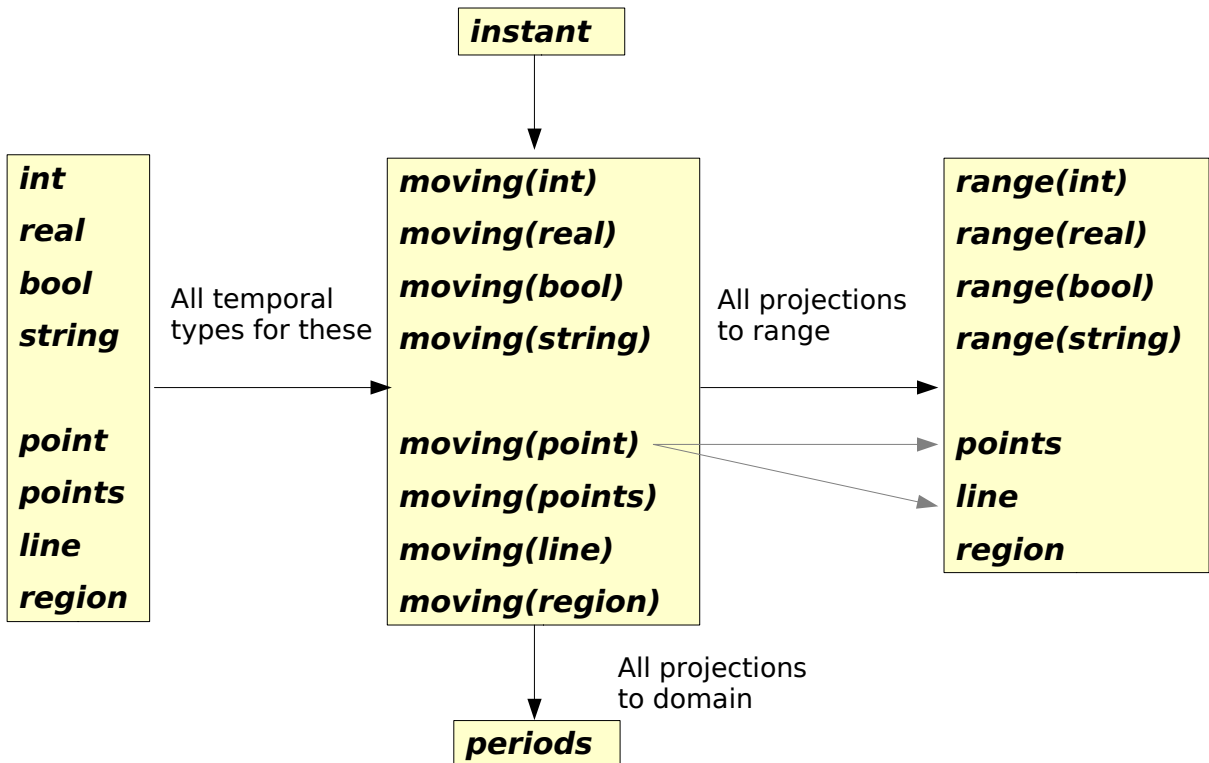 instant
int
real
bool
string
point
points
line
region
All temporal
types for these
moving(int)
moving(real)
moving(bool)
moving(string)
moving(point)
moving(points)
moving(line)
moving(region)
All projections
to range
range(int)
range(real)
range(bool)
range(string)
points
line
region
All projections
to domain
periods